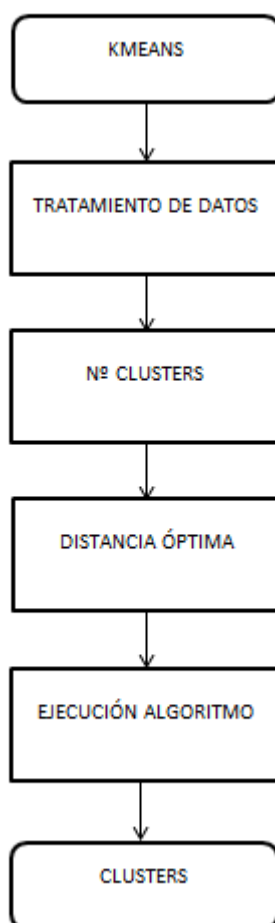 KMEANS
TRATAMIENTO DE DATOS
Nº CLUSTERS
DISTANCIA ÓPTIMA
EJECUCIÓN ALGORITMO
CLUSTERS